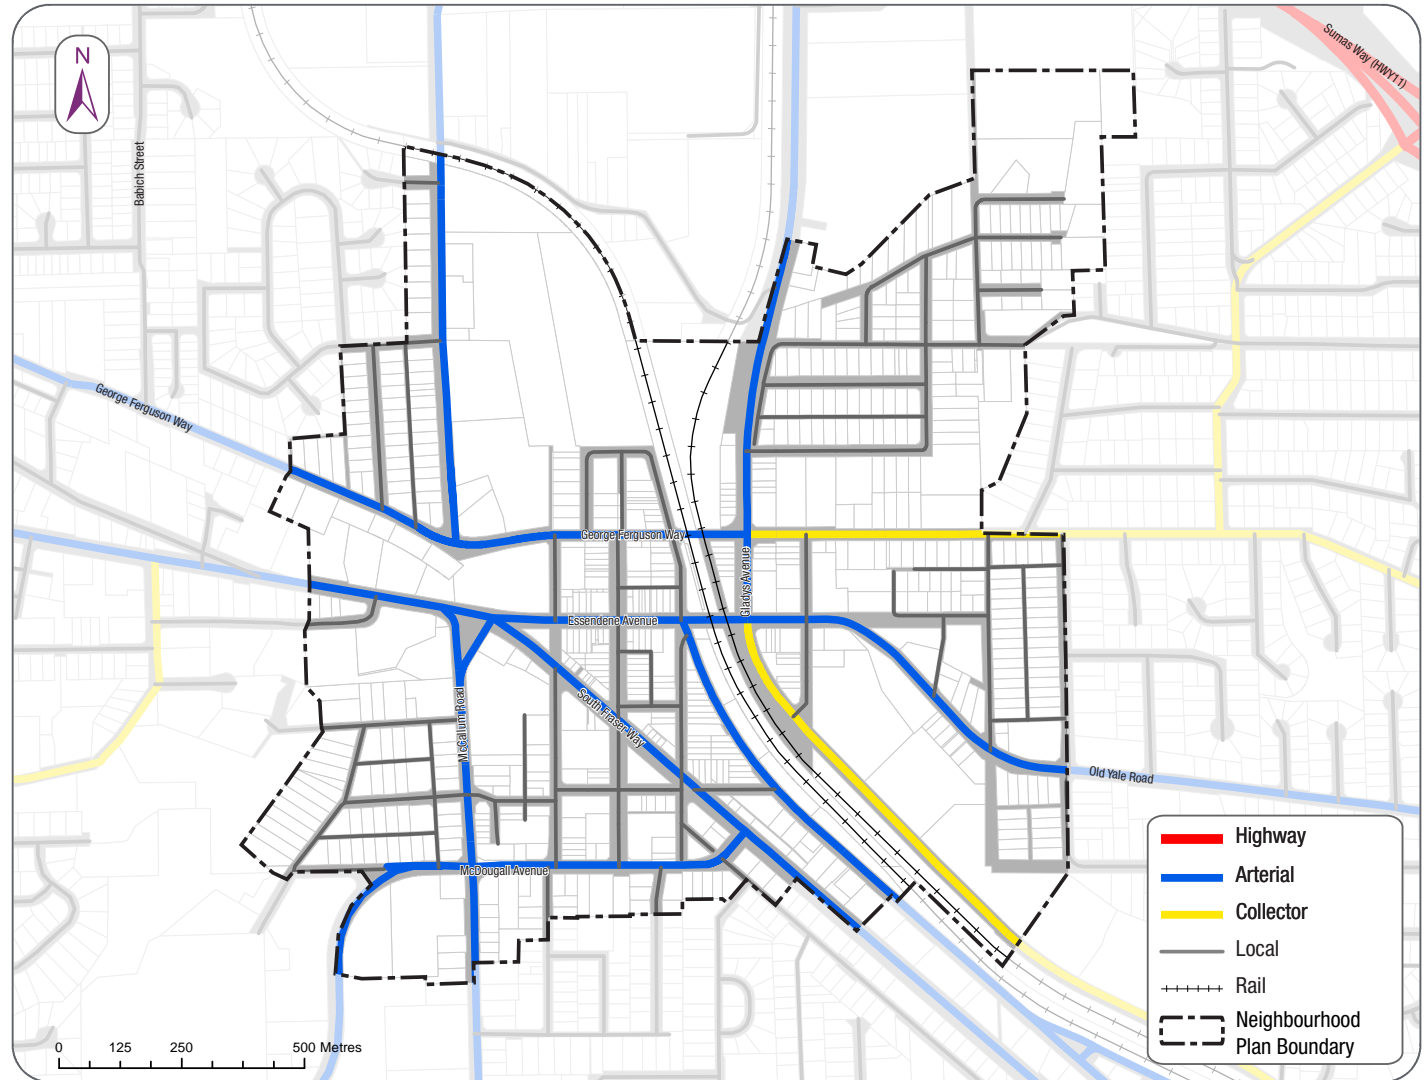 N
Sumas Way (HWY11)
Babich Street
George Ferguson Way
George Ferguson Way
Gladys Avenue
Essendene Avenue
South Fraser Way
McCallum Road
Old Yale Road
McDougall Avenue
Highway
Arterial
Collector
Local
Rail
Neighbourhood
Plan Boundary
0 125 250 500 Metres